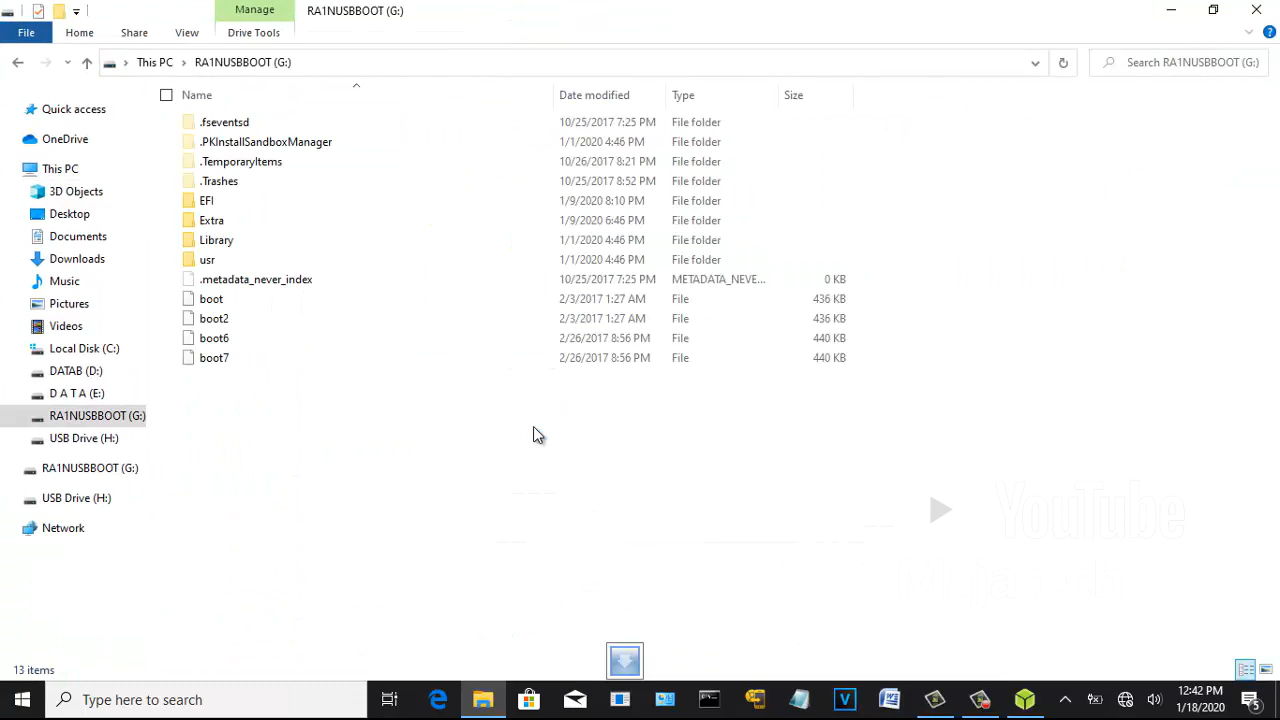 Manage
RA1NUSBBOOT (G:)
File
Home
Share
View
Drive Tools
This PC
RA1NUSBBOOT (G:)
Search RA1NUSBBOOT (G:)
Name
Date modified
Type
Size
.fseventsd 10/25/2017 7:25 PM File folder
.PKInstallSandboxManager 1/1/2020 4:46 PM File folder
.TemporaryItems 10/26/2017 8:21 PM File folder
.Trashes 10/25/2017 8:52 PM File folder
EFI 1/9/2020 8:10 PM File folder
Extra 1/9/2020 6:46 PM File folder
Library 1/1/2020 4:46 PM File folder
usr 1/1/2020 4:46 PM File folder
.metadata_never_index 10/25/2017 7:25 PM METADATA_NEVE... 0 KB
boot 2/3/2017 1:27 AM File 436 KB
boot2 2/3/2017 1:27 AM File 436 KB
boot6 2/26/2017 8:56 PM File 440 KB
boot7 2/26/2017 8:56 PM File 440 KB
Quick access
OneDrive
This PC
3D Objects
Desktop
Documents
Downloads
Music
Pictures
Videos
Local Disk (C:)
DATAB (D:)
D A T A (E:)
RA1NUSBBOOT (G:)
USB Drive (H:)
RA1NUSBBOOT (G:)
USB Drive (H:)
Network
YouTube
13 items
Type here to search
12:42 PM
1/18/2020
5